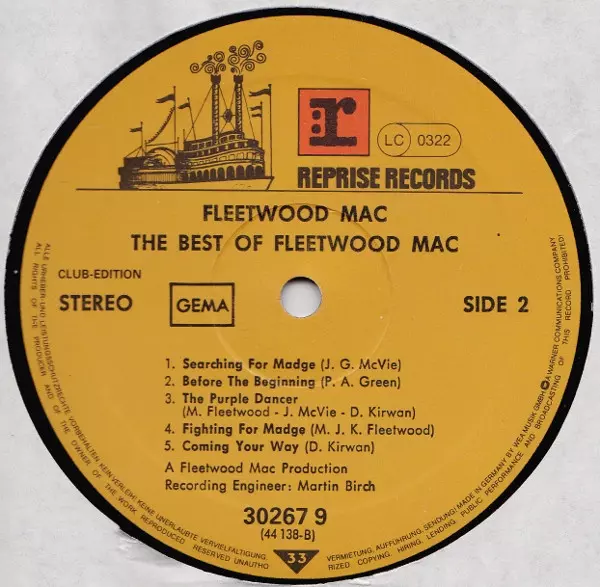 r
LC 0322
REPRISE RECORDS
FLEETWOOD MAC
THE BEST OF FLEETWOOD MAC
CLUB-EDITION
STEREO
GEMA
SIDE 2
1. Searching For Madge (J. G. McVie)
2. Before The Beginning (P. A. Green)
3. The Purple Dancer
(M. Fleetwood - J. McVie - D. Kirwan)
4. Fighting For Madge (M. J. K. Fleetwood)
5. Coming Your Way (D. Kirwan)
A Fleetwood Mac Production
Recording Engineer: Martin Birch
30267 9
(44 138-B)
33
ALLE URHEBER UND LEISTUNGSSCHUTZRECHTE VORBEHALTEN. KEIN VERLEIH! KEINE UNERLAUBTE VERVIELFÄLTIGUNG,
VERMIETUNG, AUFFÜHRUNG, SENDUNG! MADE IN GERMANY BY WEA MUSIK GMBH A WARNER COMMUNICATIONS COMPANY
ALL RIGHTS OF THE PRODUCER AND OF THE OWNER OF THE WORK REPRODUCED RESERVED UNAUTHO
RIZED COPYING, HIRING, LENDING, PUBLIC PERFORMANCE AND BROADCASTING OF THIS RECORD PROHIBITED!